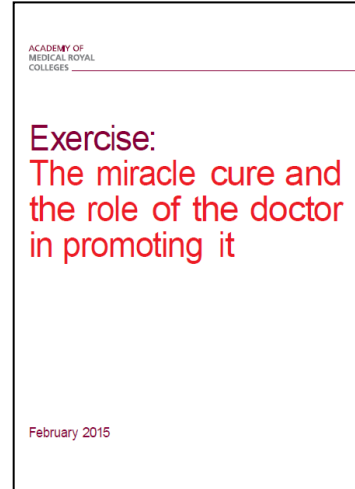 ACADEMY OF
MEDICAL ROYAL
COLLEGES
Exercise:
The miracle cure and
the role of the doctor
in promoting it
February 2015